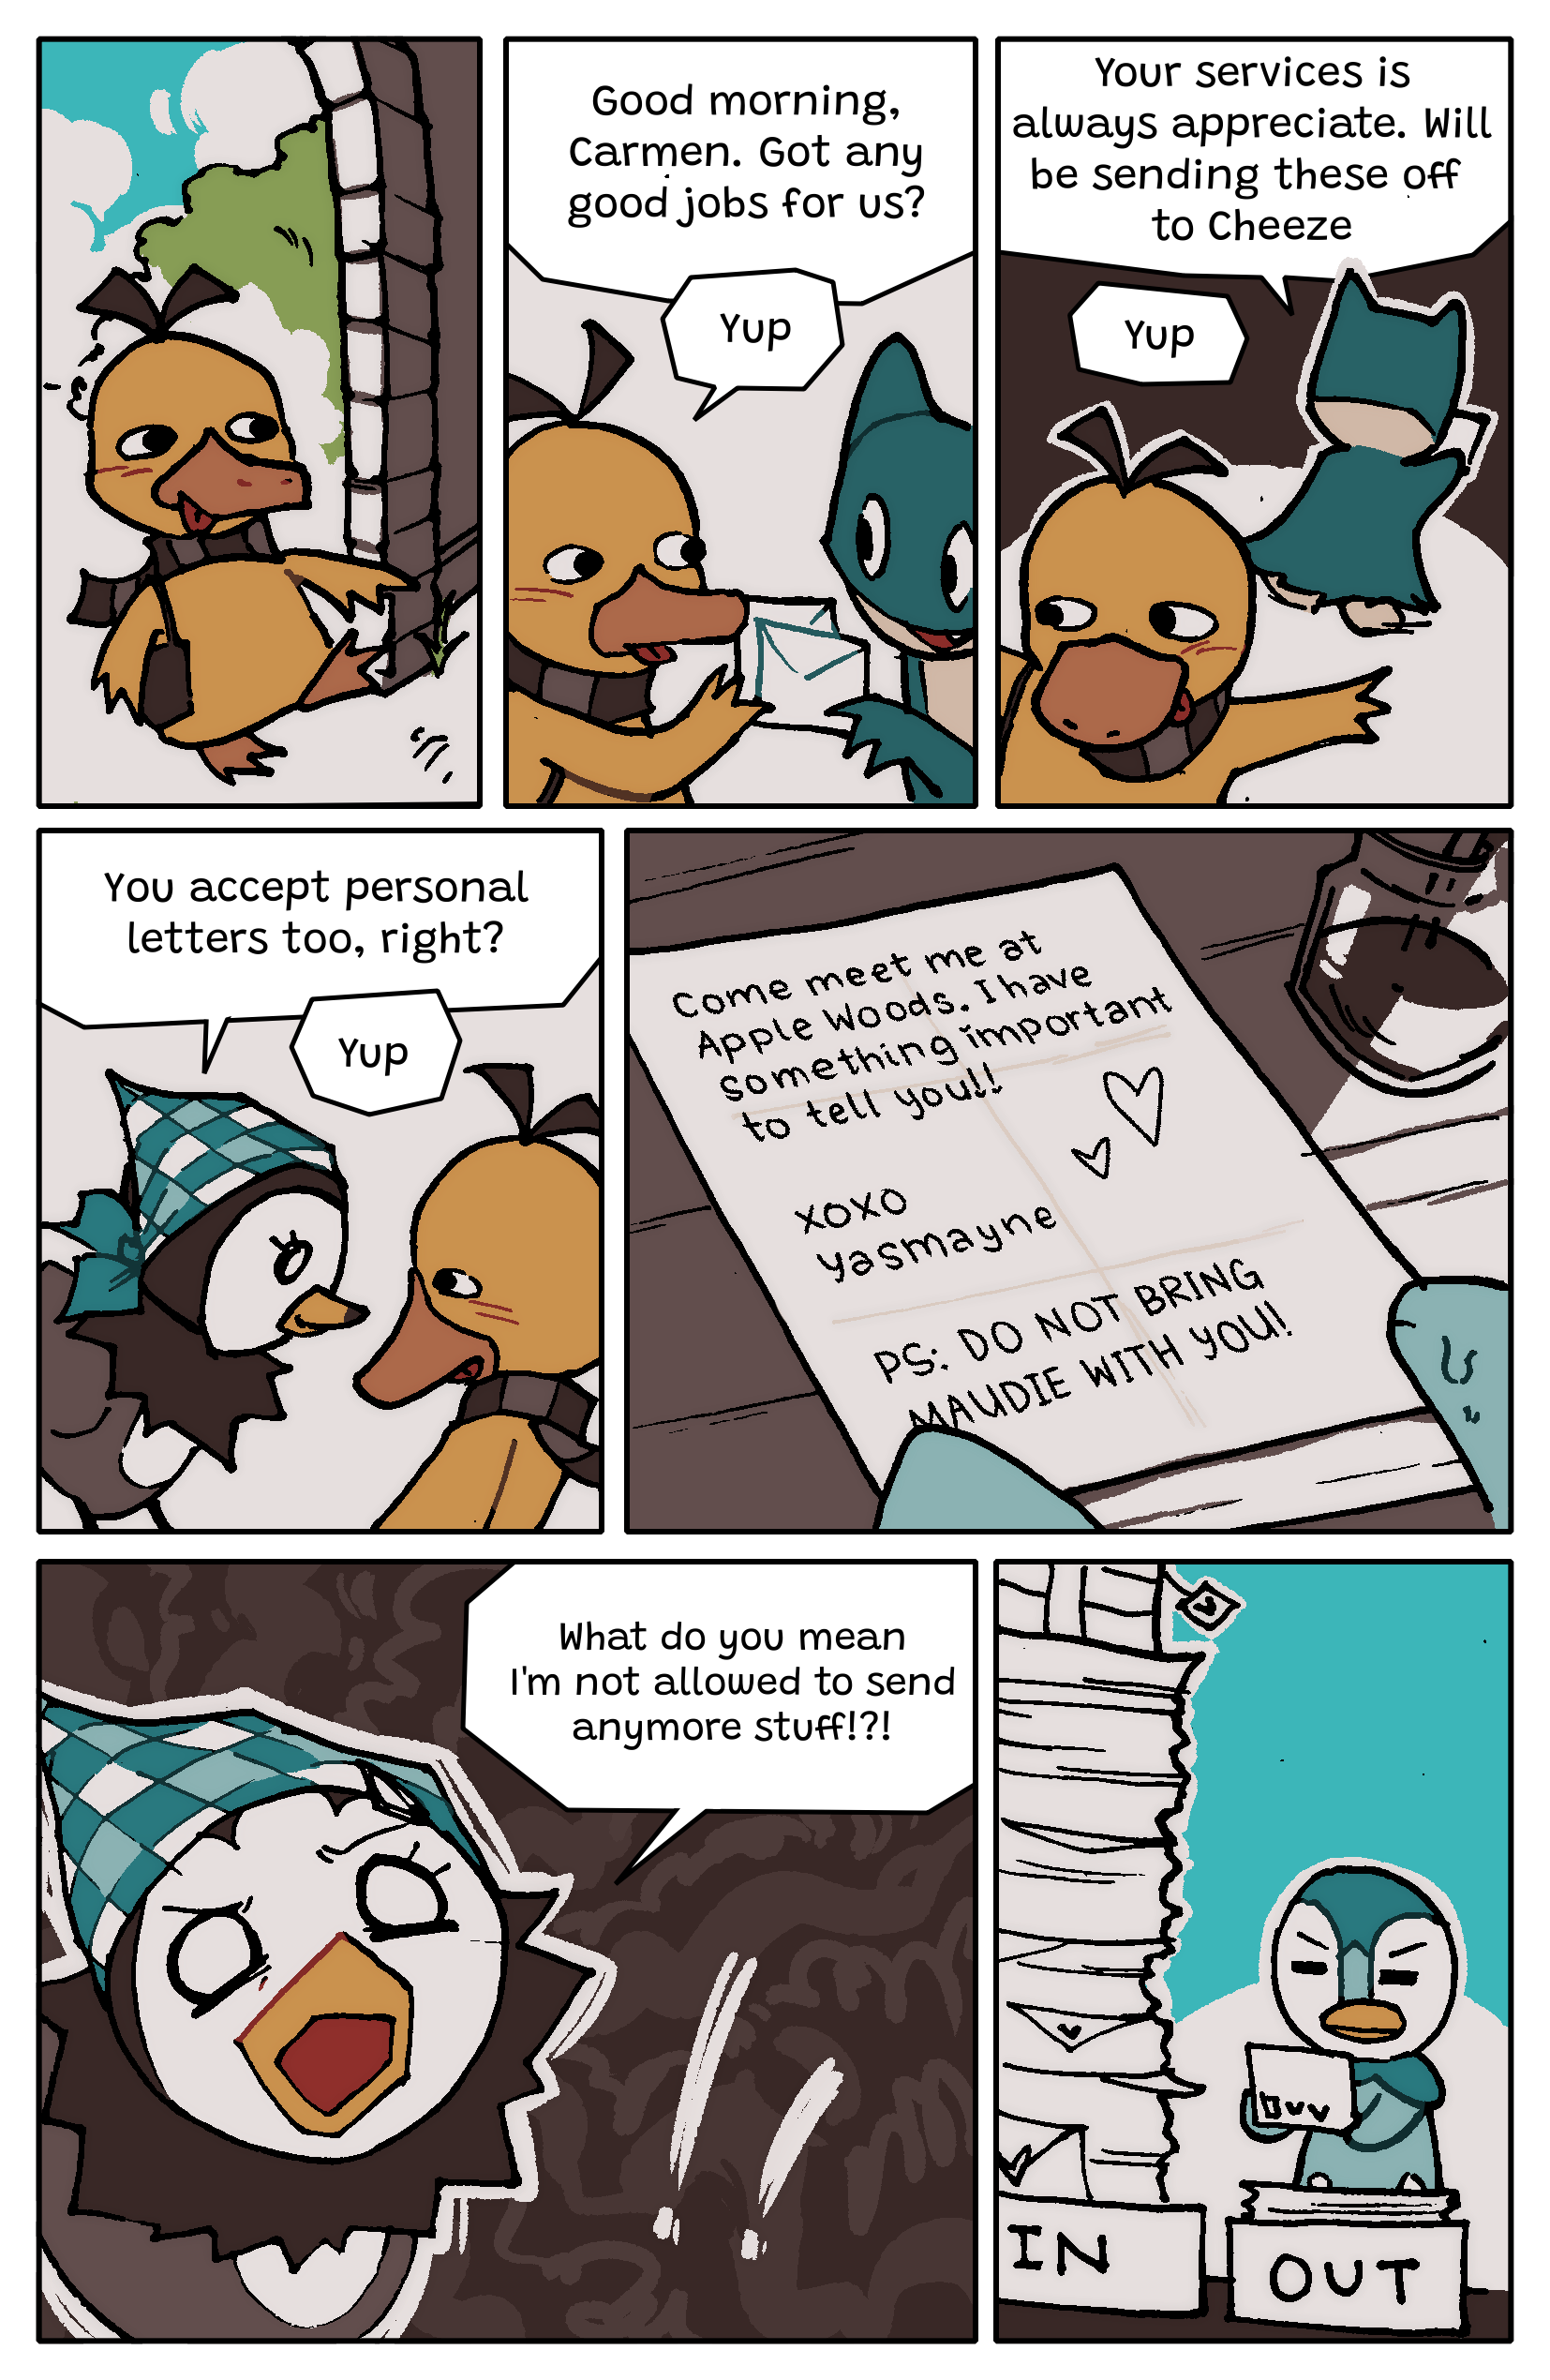 Good morning,
Carmen. Got any
good jobs for us?
Yup
Your services is
always appreciate. Will
be sending these off
to Cheeze
Yup
You accept personal
letters too, right?
Yup
Come meet me at
Apple Woods. I have
something important
to tell you!!
xoxo
yasmayne
PS: DO NOT BRING
MAUDIE WITH YOU!
What do you mean
I'm not allowed to send
anymore stuff!?!
IN
OUT